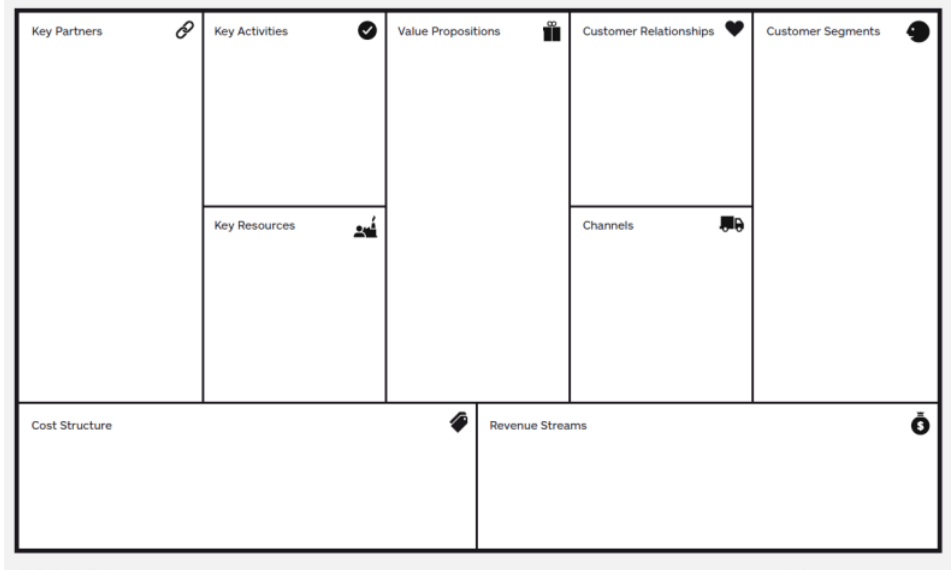 Key Partners
Key Activities
Value Propositions
Customer Relationships
Customer Segments
Key Resources
Channels
Cost Structure
Revenue Streams
$